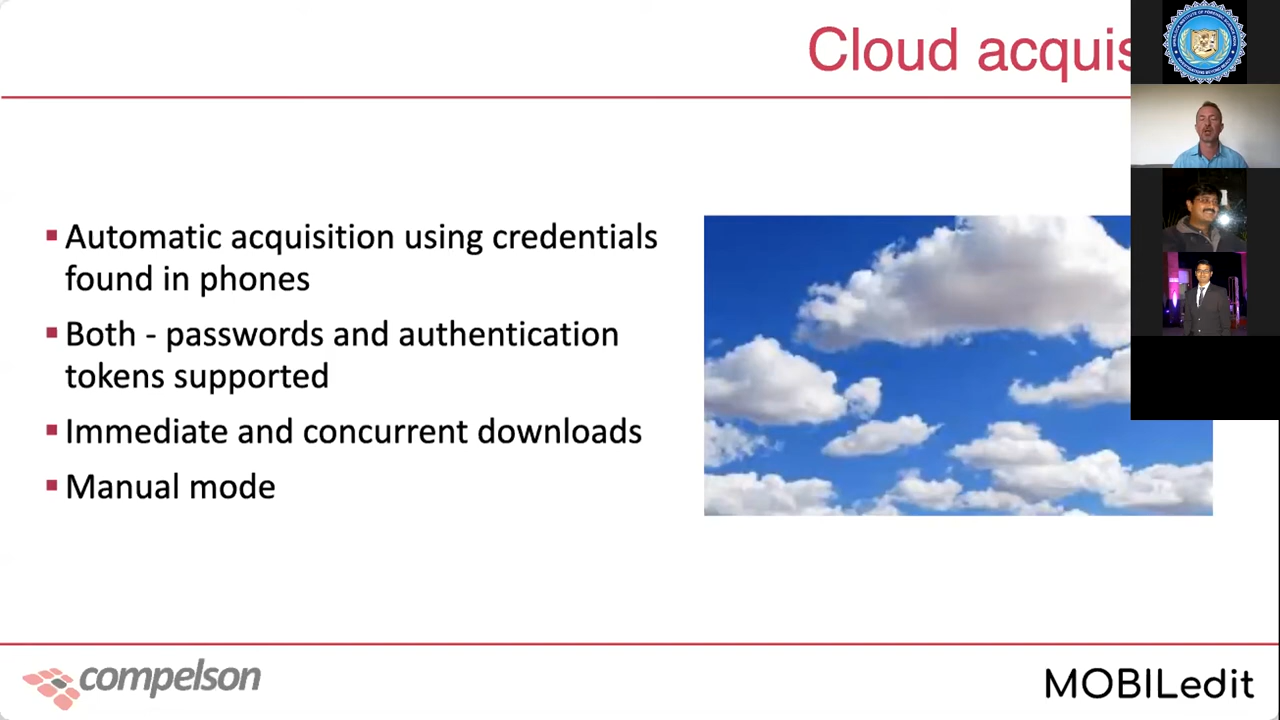 Cloud acquis
▪ Automatic acquisition using credentials
found in phones
▪ Both - passwords and authentication
tokens supported
▪ Immediate and concurrent downloads
▪ Manual mode
compelson
MOBILedit